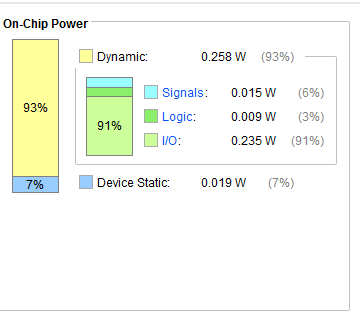 On-Chip Power
93%
7%
Dynamic: 0.258 W (93%)
91%
Signals: 0.015 W (6%)
Logic: 0.009 W (3%)
I/O: 0.235 W (91%)
Device Static: 0.019 W (7%)